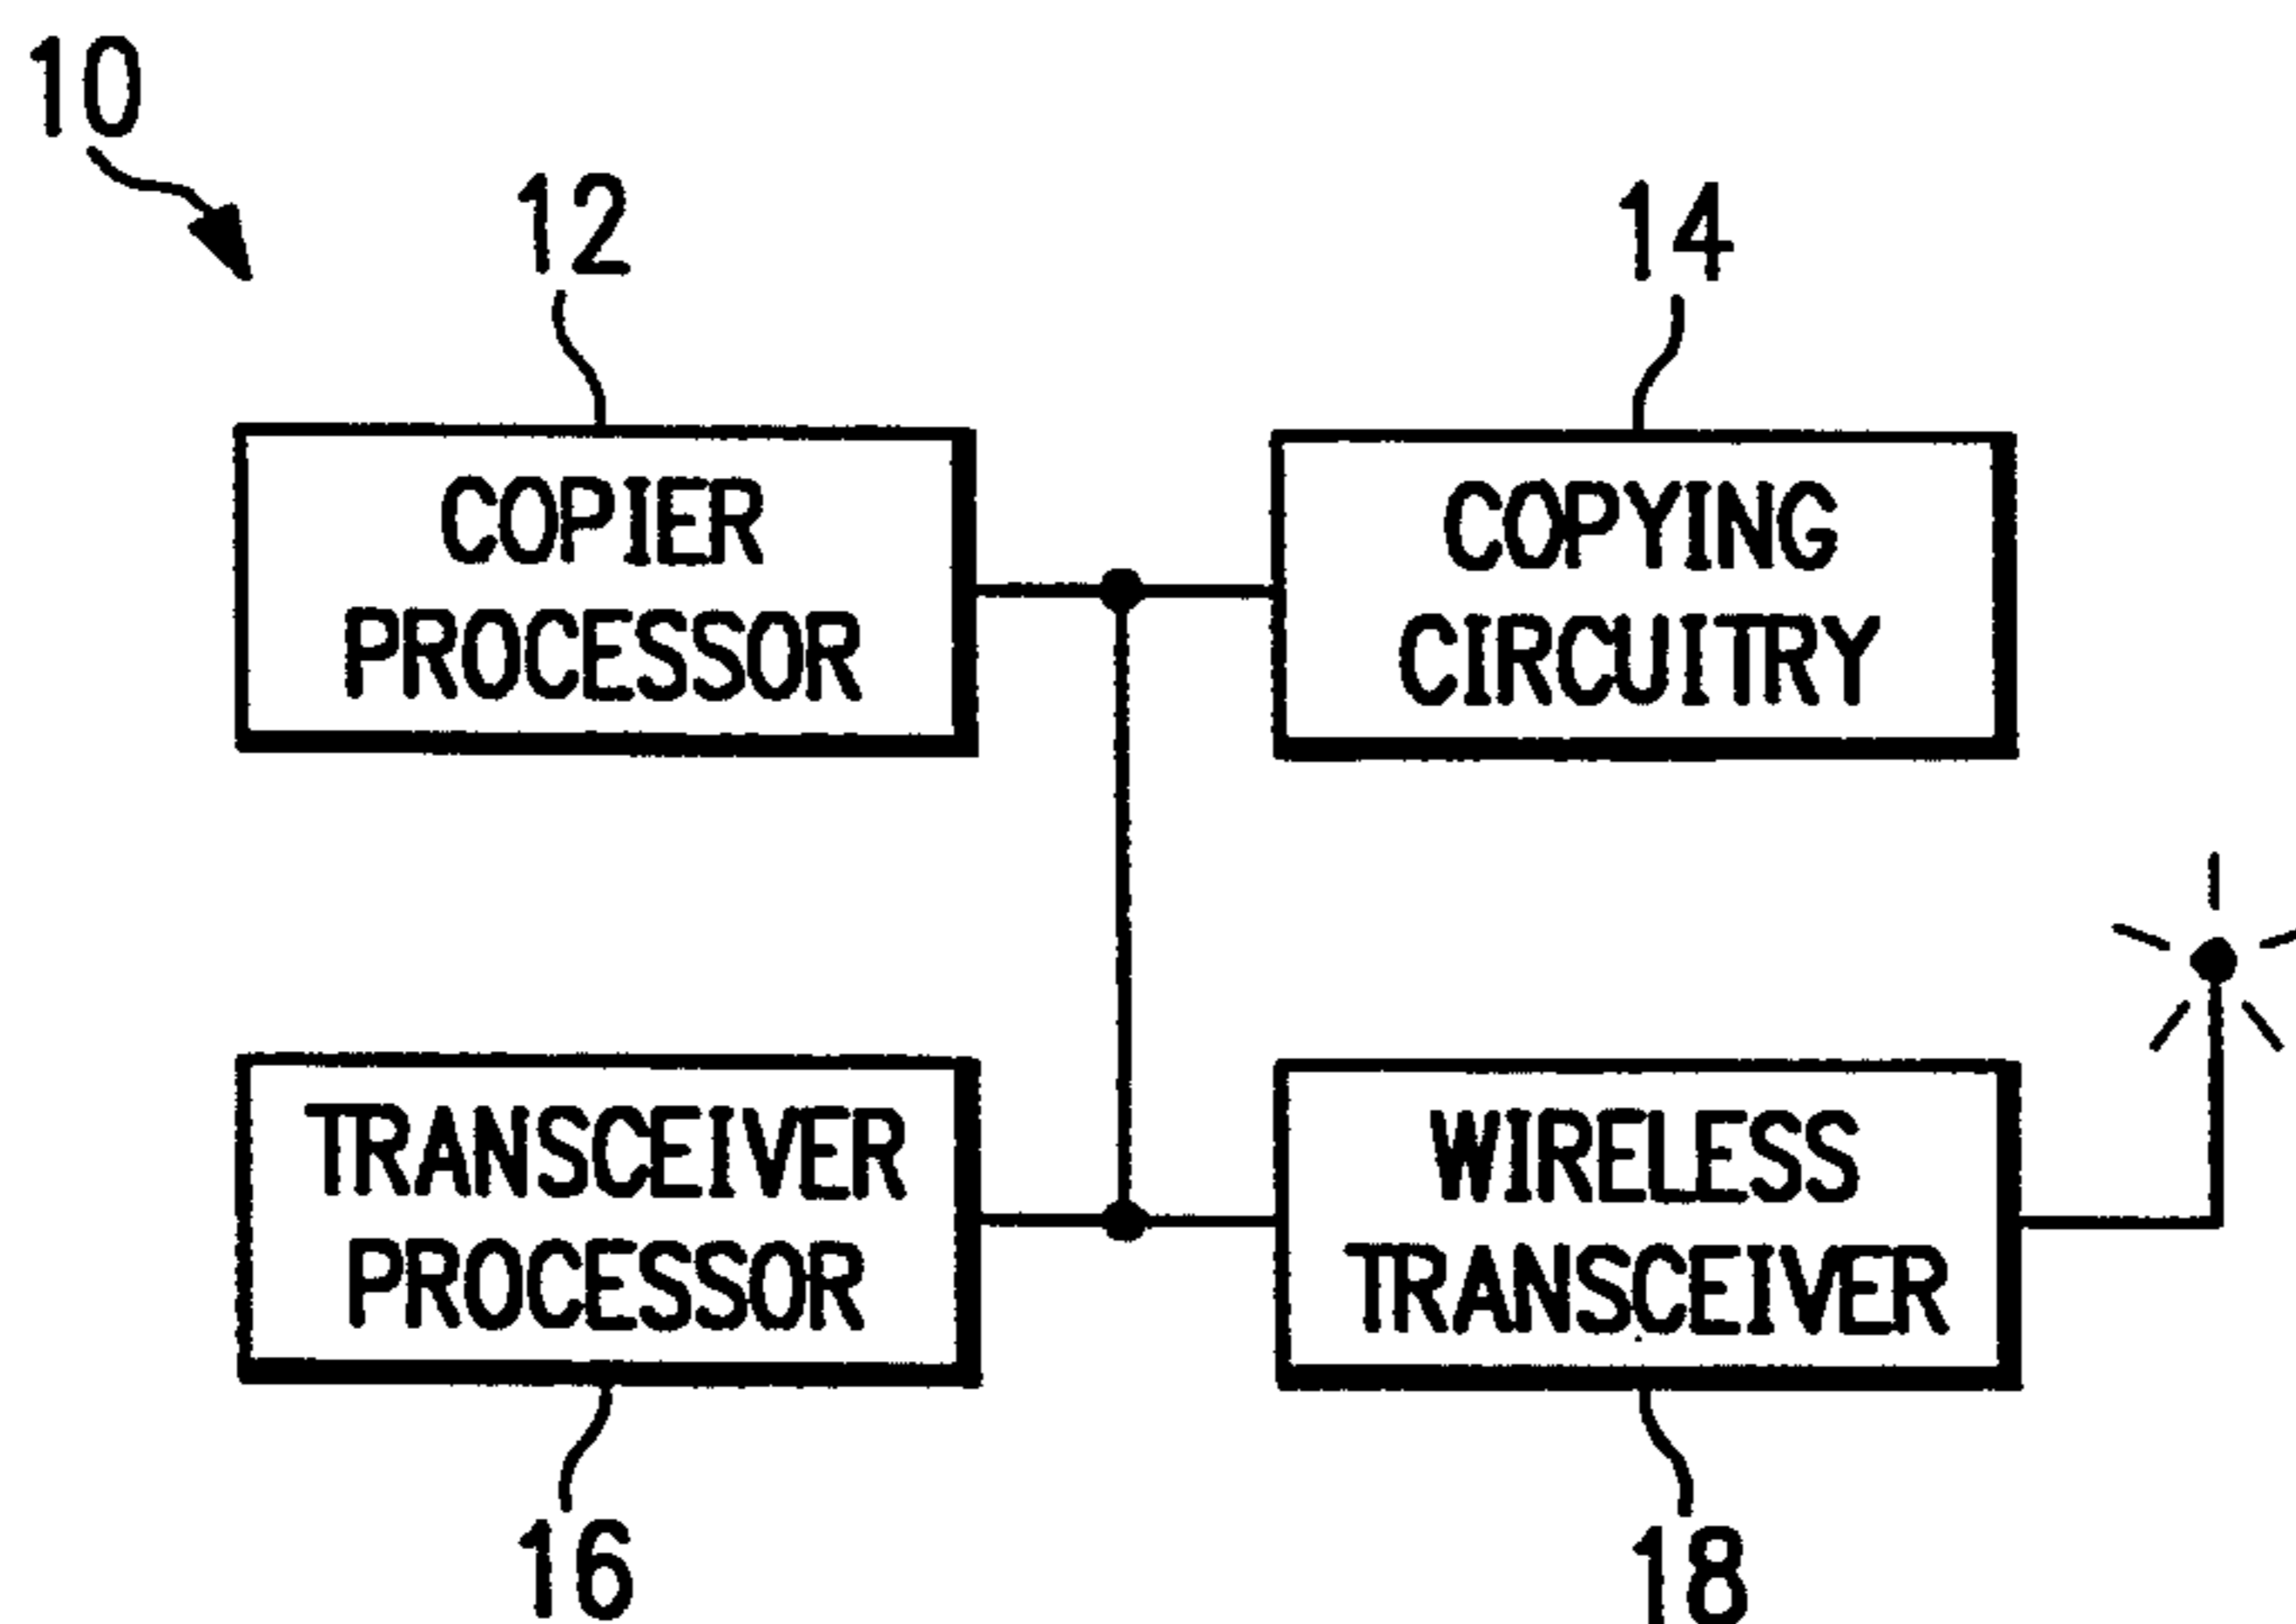 10
12
14
COPIER
PROCESSOR
COPYING
CIRCUITRY
TRANSCEIVER
PROCESSOR
WIRELESS
TRANSCEIVER
16
18